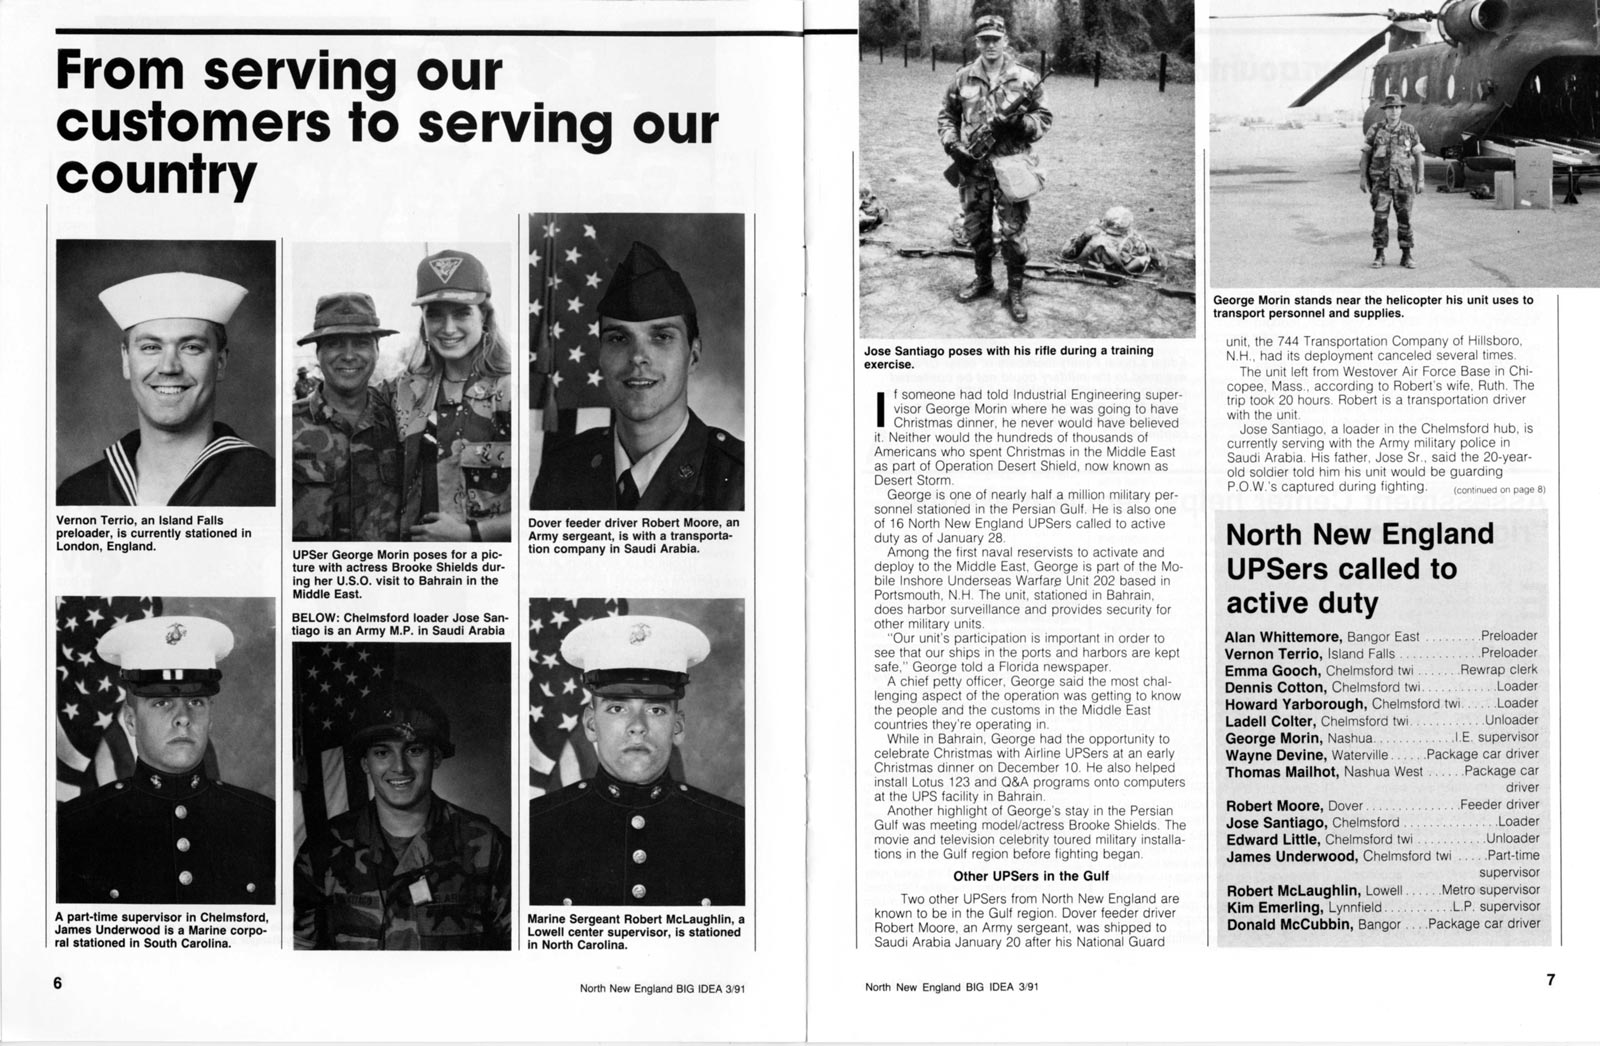 From serving our
customers to serving our
country
Vernon Terrio, an Island Falls
preloader, is currently stationed in
London, England.
UPSer George Morin poses for a pic-
ture with actress Brooke Shields dur-
ing her U.S.O. visit to Bahrain in the
Middle East.
BELOW: Chelmsford loader Jose San-
tiago is an Army M.P. in Saudi Arabia
Dover feeder driver Robert Moore, an
Army sergeant, is with a transporta-
tion company in Saudi Arabia.
A part-time supervisor in Chelmsford,
James Underwood is a Marine corpo-
ral stationed in South Carolina.
Marine Sergeant Robert McLaughlin, a
Lowell center supervisor, is stationed
in North Carolina.
6
North New England BIG IDEA 3/91
Jose Santiago poses with his rifle during a training
exercise.
If someone had told Industrial Engineering super-
visor George Morin where he was going to have
Christmas dinner, he never would have believed
it. Neither would the hundreds of thousands of
Americans who spent Christmas in the Middle East
as part of Operation Desert Shield, now known as
Desert Storm.
George is one of nearly half a million military per-
sonnel stationed in the Persian Gulf. He is also one
of 16 North New England UPSers called to active
duty as of January 28.
Among the first naval reservists to activate and
deploy to the Middle East, George is part of the Mo-
bile Inshore Underseas Warfare Unit 202 based in
Portsmouth, N.H. The unit, stationed in Bahrain,
does harbor surveillance and provides security for
other military units.
"Our unit's participation is important in order to
see that our ships in the ports and harbors are kept
safe," George told a Florida newspaper.
A chief petty officer, George said the most chal-
lenging aspect of the operation was getting to know
the people and the customs in the Middle East
countries they're operating in.
While in Bahrain, George had the opportunity to
celebrate Christmas with Airline UPSers at an early
Christmas dinner on December 10. He also helped
install Lotus 123 and Q&A programs onto computers
at the UPS facility in Bahrain.
Another highlight of George's stay in the Persian
Gulf was meeting model/actress Brooke Shields. The
movie and television celebrity toured military installa-
tions in the Gulf region before fighting began.
Other UPSers in the Gulf
Two other UPSers from North New England are
known to be in the Gulf region. Dover feeder driver
Robert Moore, an Army sergeant, was shipped to
Saudi Arabia January 20 after his National Guard
George Morin stands near the helicopter his unit uses to
transport personnel and supplies.
unit, the 744 Transportation Company of Hillsboro,
N.H., had its deployment canceled several times.
The unit left from Westover Air Force Base in Chi-
copee, Mass., according to Robert's wife, Ruth. The
trip took 20 hours. Robert is a transportation driver
with the unit.
Jose Santiago, a loader in the Chelmsford hub, is
currently serving with the Army military police in
Saudi Arabia. His father, Jose Sr., said the 20-year-
old soldier told him his unit would be guarding
P.O.W.'s captured during fighting. (continued on page 8)
North New England
UPSers called to
active duty
Alan Whittemore, Bangor East.........Preloader
Vernon Terrio, Island Falls............Preloader
Emma Gooch, Chelmsford twi.......Rewrap clerk
Dennis Cotton, Chelmsford twi...........Loader
Howard Yarborough, Chelmsford twi......Loader
Ladell Colter, Chelmsford twi...........Unloader
George Morin, Nashua............I.E. supervisor
Wayne Devine, Waterville......Package car driver
Thomas Mailhot, Nashua West......Package car
driver
Robert Moore, Dover..............Feeder driver
Jose Santiago, Chelmsford...............Loader
Edward Little, Chelmsford twi..........Unloader
James Underwood, Chelmsford twi.....Part-time
supervisor
Robert McLaughlin, Lowell......Metro supervisor
Kim Emerling, Lynnfield...........L.P. supervisor
Donald McCubbin, Bangor....Package car driver
North New England BIG IDEA 3/91
7